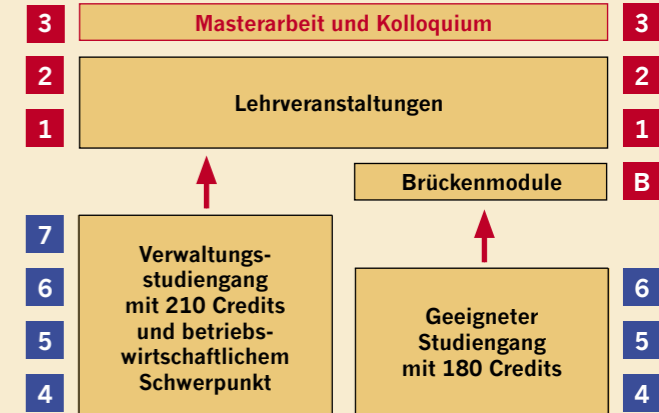 3 Masterarbeit und Kolloquium 3
2 2
Lehrveranstaltungen
1 1
Brückenmodule B
7
Verwaltungs-
studiengang
mit 210 Credits
und betriebs-
wirtschaftlichem
Schwerpunkt
6
5
4
Geeigneter
Studiengang
mit 180 Credits
6
5
4